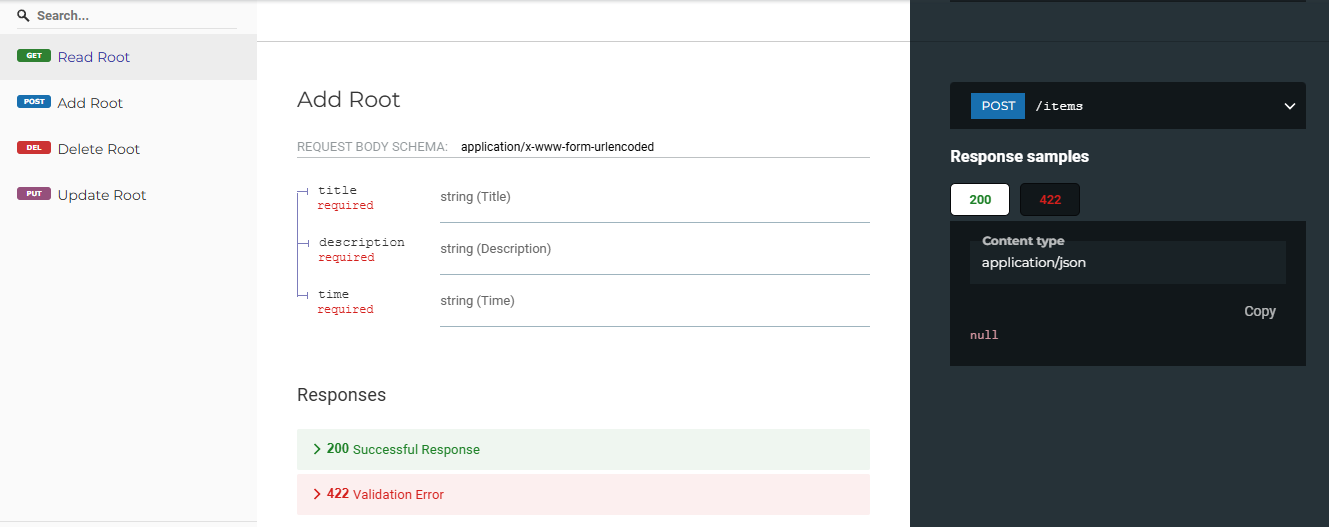 Search...
GET Read Root
POST Add Root
DEL Delete Root
PUT Update Root
Add Root
REQUEST BODY SCHEMA: application/x-www-form-urlencoded
title
required
string (Title)
description
required
string (Description)
time
required
string (Time)
Responses
200 Successful Response
422 Validation Error
POST /items
Response samples
200 422
Content type
application/json
Copy
null